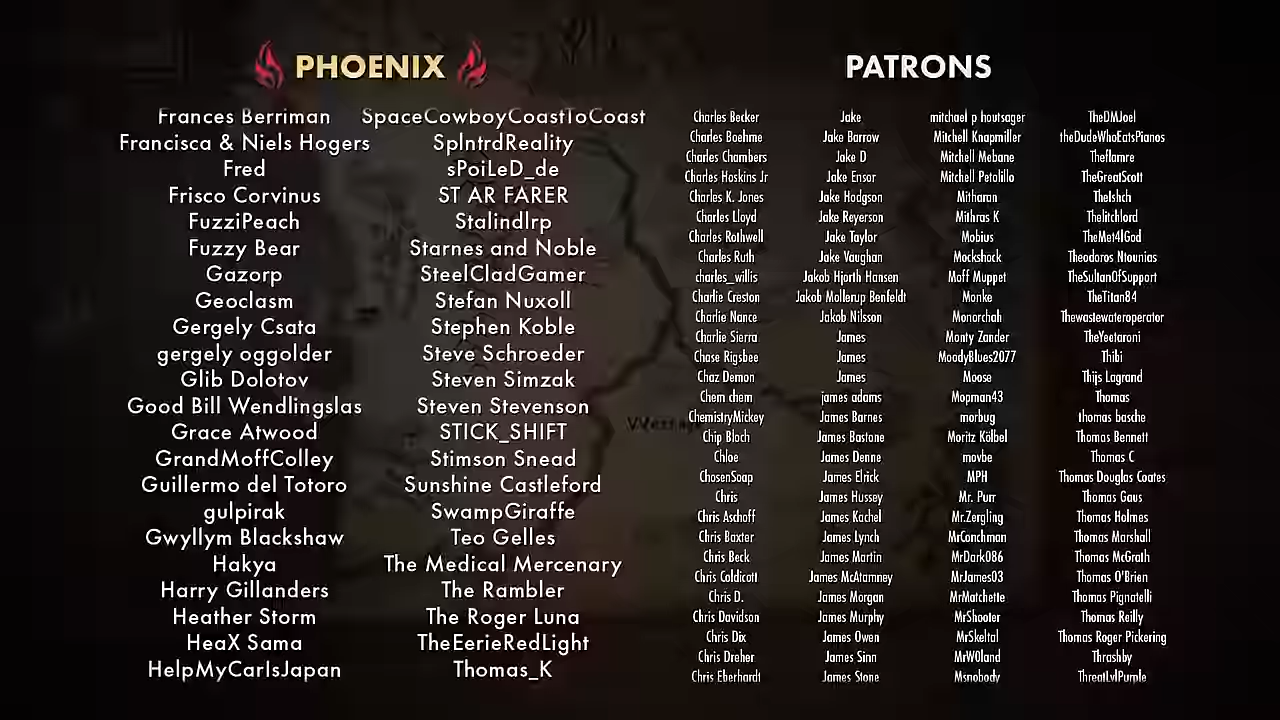 PHOENIX
Frances Berriman
Francisca & Niels Hogers
Fred
Frisco Corvinus
FuzziPeach
Fuzzy Bear
Gazorp
Geoclasm
Gergely Csata
gergely oggolder
Glib Dolotov
Good Bill Wendlingslas
Grace Atwood
GrandMoffColley
Guillermo del Totoro
gulpirak
Gwyllym Blackshaw
Hakya
Harry Gillanders
Heather Storm
HeaX Sama
HelpMyCarIsJapan
SpaceCowboyCoastToCoast
SplntrdReality
sPoiLeD_de
ST AR FARER
Stalindlrp
Starnes and Noble
SteelCladGamer
Stefan Nuxoll
Stephen Koble
Steve Schroeder
Steven Simzak
Steven Stevenson
STICK_SHIFT
Stimson Snead
Sunshine Castleford
SwampGiraffe
Teo Gelles
The Medical Mercenary
The Rambler
The Roger Luna
TheEerieRedLight
Thomas_K
PATRONS
Charles Becker
Charles Boehme
Charles Chambers
Charles Hoskins Jr
Charles K. Jones
Charles Lloyd
Charles Rothwell
Charles Ruth
charles_willis
Charlie Creston
Charlie Nance
Charlie Sierra
Chase Rigsbee
Chaz Demon
Chem chem
ChemistryMickey
Chip Bloch
Chloe
ChosenSoap
Chris
Chris Aschoff
Chris Baxter
Chris Beck
Chris Coldicott
Chris D.
Chris Davidson
Chris Dix
Chris Dreher
Chris Eberhardt
Jake
Jake Barrow
Jake D
Jake Ensor
Jake Hodgson
Jake Reyerson
Jake Taylor
Jake Vaughan
Jakob Hjorth Hansen
Jakob Mollerup Benfeldt
Jakob Nilsson
James
James
James
james adams
James Barnes
James Bastone
James Denne
James Elrick
James Hussey
James Kachel
James Lynch
James Martin
James McAtamney
James Morgan
James Murphy
James Owen
James Sinn
James Stone
michael p houtsager
Mitchell Knapmiller
Mitchell Mebane
Mitchell Petolillo
Mitharan
Mithras K
Mobius
Mockshock
Moff Muppet
Monke
Monorchah
Monty Zander
MoodyBlues2077
Moose
Mopman43
morbug
Moritz Kölbel
movbe
MPH
Mr. Purr
Mr.Zergling
MrConchman
MrDark086
MrJames03
MrMatchette
MrShooter
MrSkeltal
MrW0land
Msnobody
TheDMJoel
theDudeWhoEatsPianos
Theflamre
TheGreatScott
TheIshch
Thelitchlord
TheMet4lGod
Theodoros Ntounias
TheSultanOfSupport
TheTitan84
Thewastewateroperator
TheYeetaroni
Thibi
Thijs Lagrand
Thomas
thomas basche
Thomas Bennett
Thomas C
Thomas Douglas Coates
Thomas Gaus
Thomas Holmes
Thomas Marshall
Thomas McGrath
Thomas O'Brien
Thomas Pignatelli
Thomas Reilly
Thomas Roger Pickering
Thrashby
ThreatLvlPurple